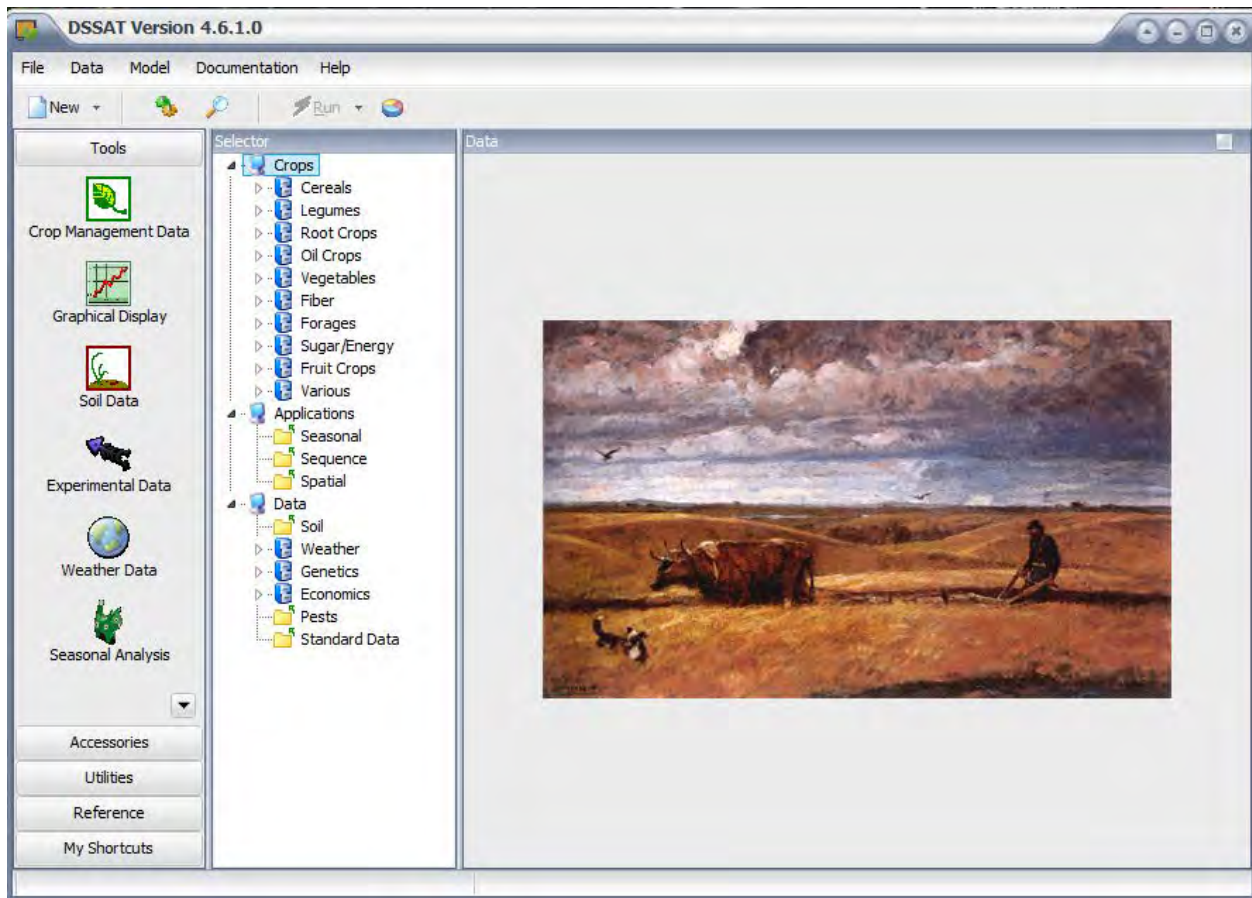 DSSAT Version 4.6.1.0
File Data Model Documentation Help
New Run
Tools
Crop Management Data
Graphical Display
Soil Data
Experimental Data
Weather Data
Seasonal Analysis
Accessories
Utilities
Reference
My Shortcuts
Selector
Crops
Cereals
Legumes
Root Crops
Oil Crops
Vegetables
Fiber
Forages
Sugar/Energy
Fruit Crops
Various
Applications
Seasonal
Sequence
Spatial
Data
Soil
Weather
Genetics
Economics
Pests
Standard Data
Data